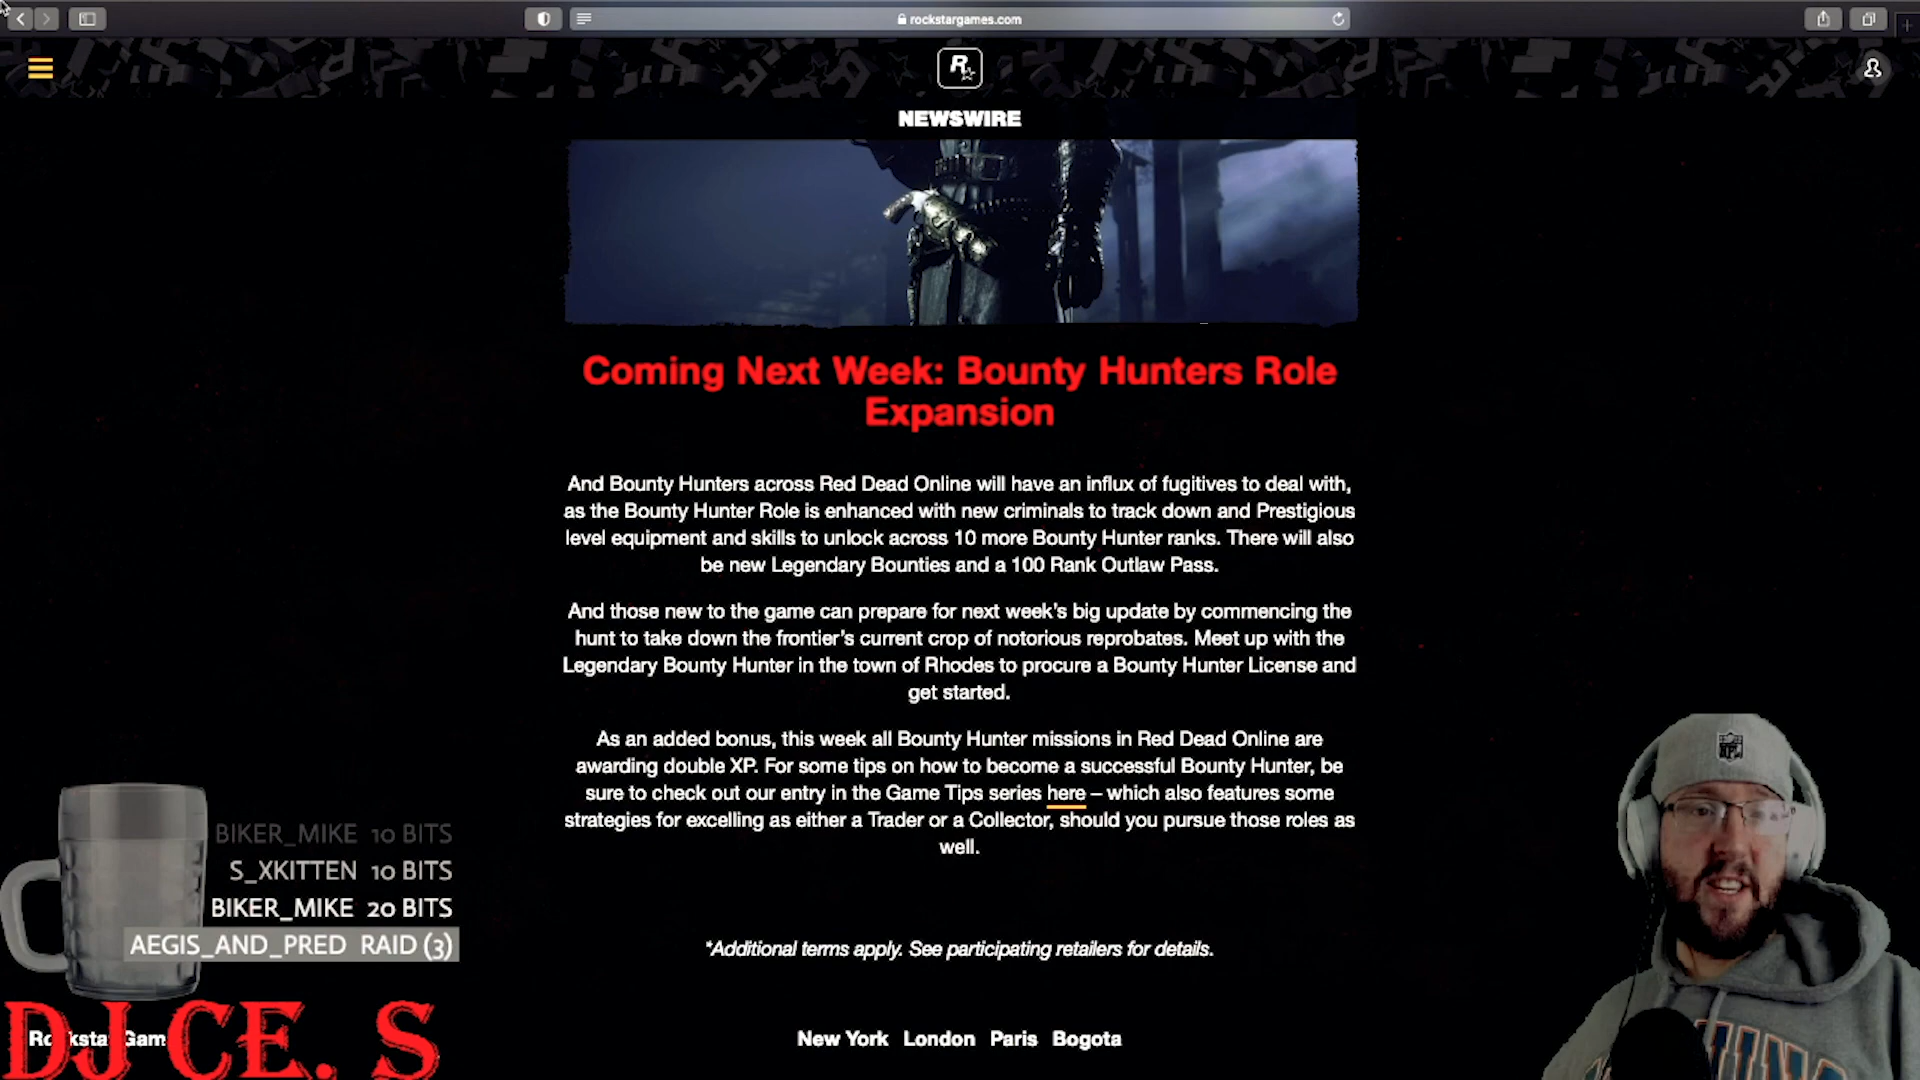 rockstargames.com
R
NEWSWIRE
Coming Next Week: Bounty Hunters Role
Expansion
And Bounty Hunters across Red Dead Online will have an influx of fugitives to deal with,
as the Bounty Hunter Role is enhanced with new criminals to track down and Prestigious
level equipment and skills to unlock across 10 more Bounty Hunter ranks. There will also
be new Legendary Bounties and a 100 Rank Outlaw Pass.
And those new to the game can prepare for next week's big update by commencing the
hunt to take down the frontier's current crop of notorious reprobates. Meet up with the
Legendary Bounty Hunter in the town of Rhodes to procure a Bounty Hunter License and
get started.
As an added bonus, this week all Bounty Hunter missions in Red Dead Online are
awarding double XP. For some tips on how to become a successful Bounty Hunter, be
sure to check out our entry in the Game Tips series here – which also features some
strategies for excelling as either a Trader or a Collector, should you pursue those roles as
well.
*Additional terms apply. See participating retailers for details.
New York London Paris Bogota
BIKER_MIKE 10 BITS
S_XKITTEN 10 BITS
BIKER_MIKE 20 BITS
AEGIS_AND_PRED RAID (3)
DJ CE. S
NFL